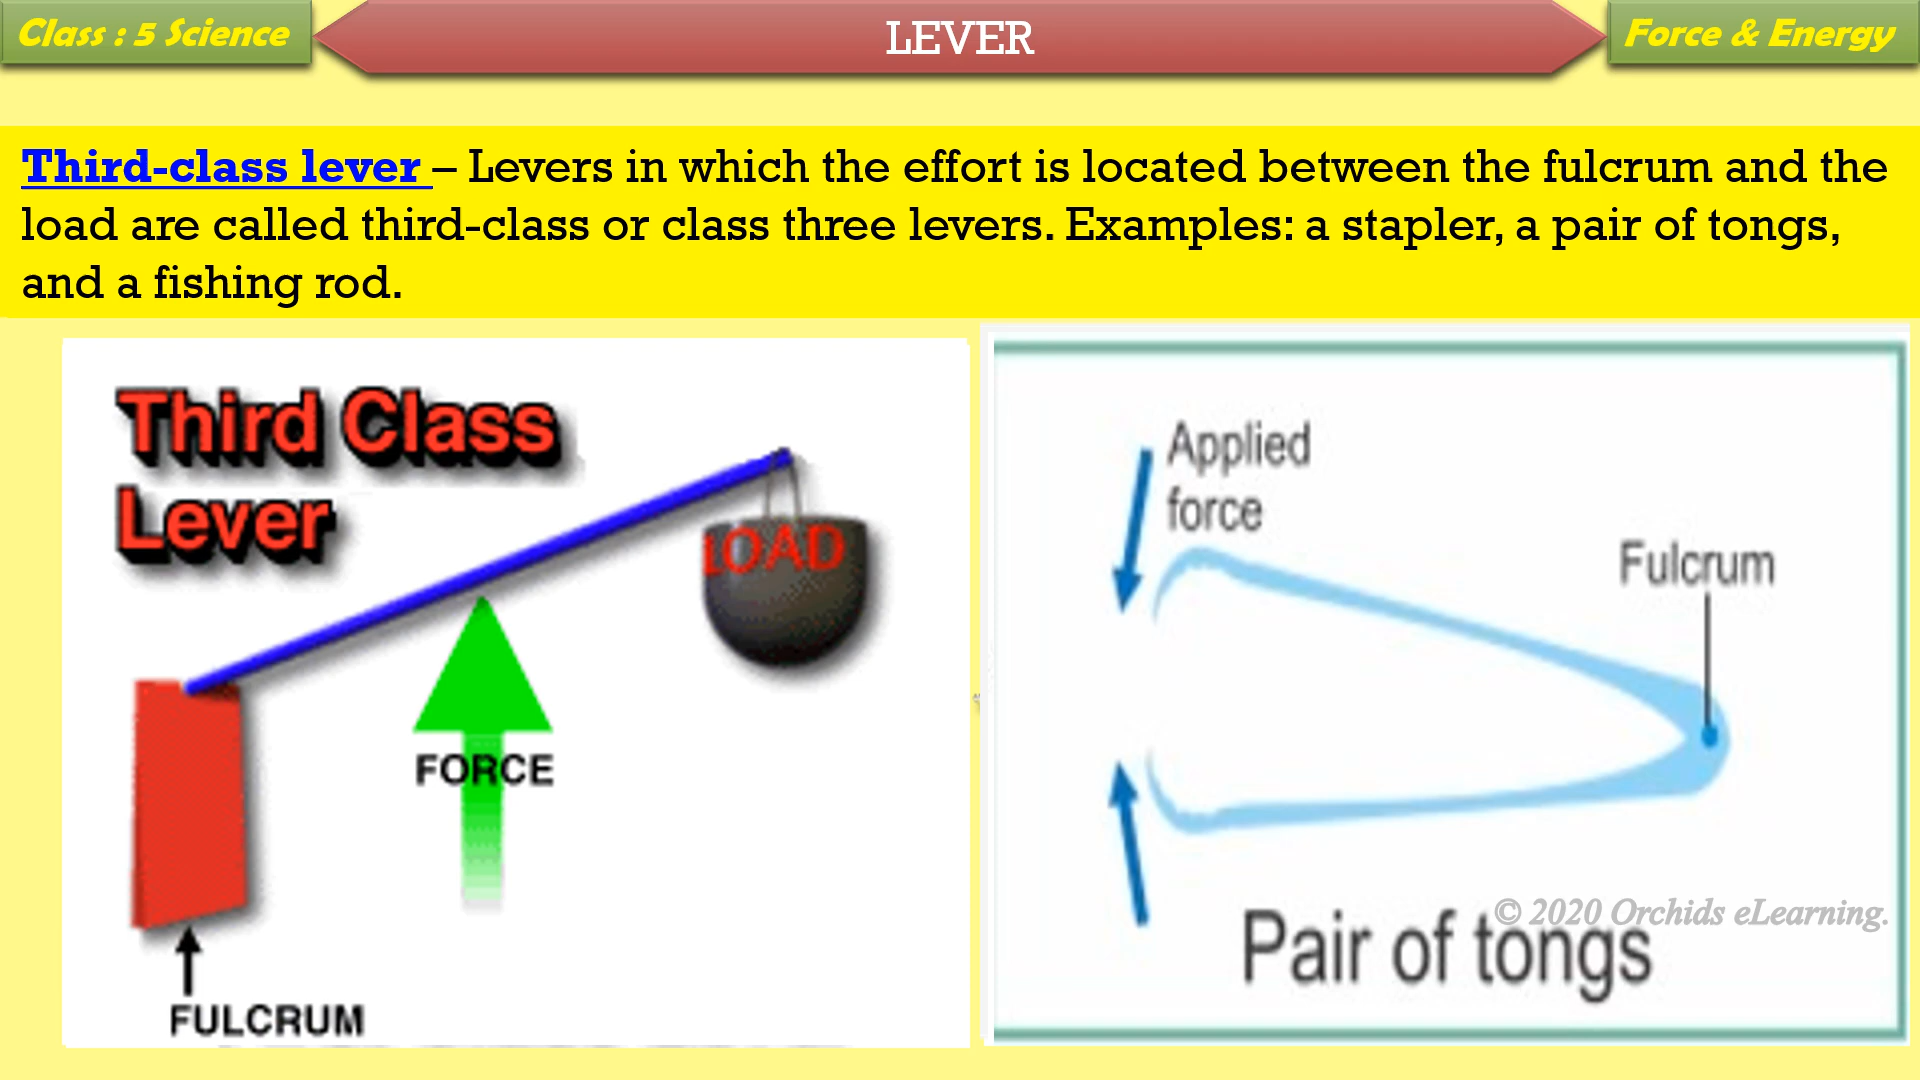 Class : 5 Science
LEVER
Force & Energy
Third-class lever – Levers in which the effort is located between the fulcrum and the
load are called third-class or class three levers. Examples: a stapler, a pair of tongs,
and a fishing rod.
Third Class
Lever
LOAD
FORCE
FULCRUM
Applied
force
Fulcrum
© 2020 Orchids eLearning.
Pair of tongs